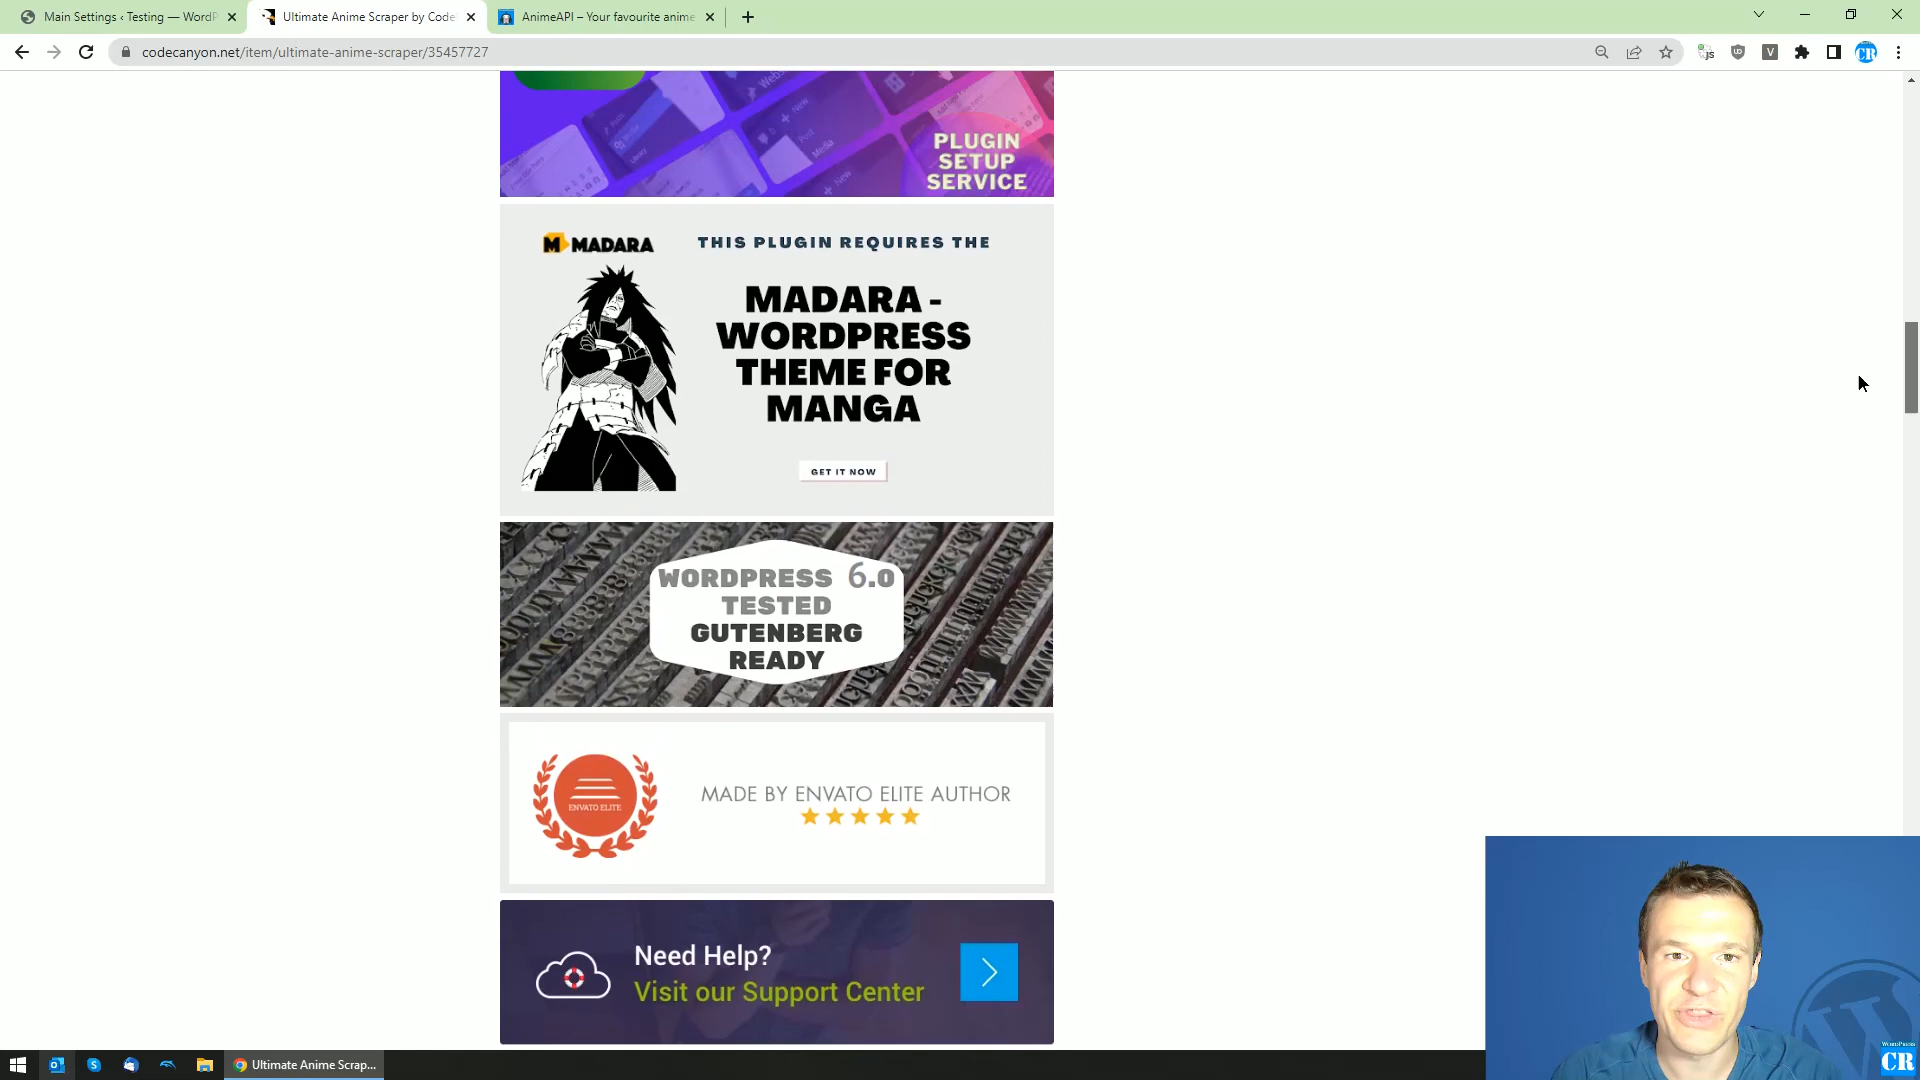 Main Settings ‹ Testing — WordP
Ultimate Anime Scraper by Code
AnimeAPI – Your favourite anime
codecanyon.net/item/ultimate-anime-scraper/35457727
PLUGIN
SETUP
SERVICE
MADARA
THIS PLUGIN REQUIRES THE
MADARA -
WORDPRESS
THEME FOR
MANGA
GET IT NOW
WORDPRESS 6.0
TESTED
GUTENBERG
READY
ENVATO ELITE
MADE BY ENVATO ELITE AUTHOR
Need Help?
Visit our Support Center
Ultimate Anime Scrap...
WORDPRESS
CR